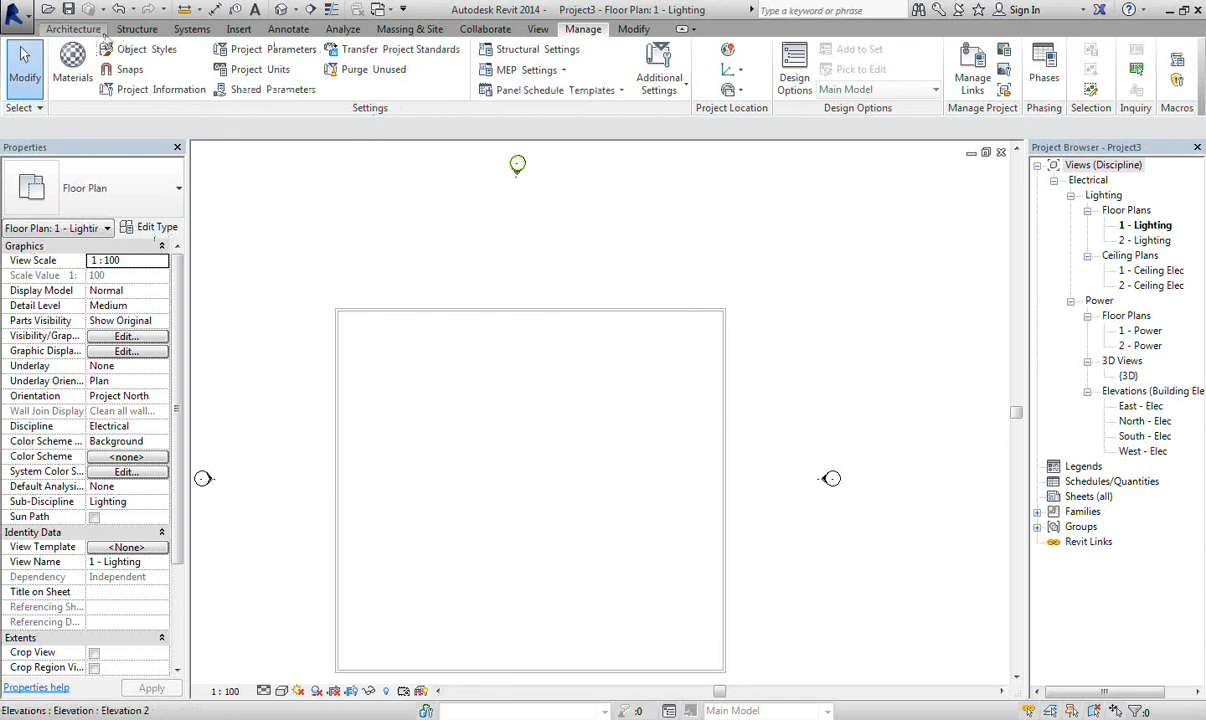 Autodesk Revit 2014 - Project3 - Floor Plan: 1 - Lighting
Type a keyword or phrase
Sign In
Architecture Structure Systems Insert Annotate Analyze Massing & Site Collaborate View Manage Modify
Modify
Select
Materials
Object Styles
Snaps
Project Information
Project Parameters
Project Units
Shared Parameters
Transfer Project Standards
Purge Unused
Settings
Structural Settings
MEP Settings
Panel Schedule Templates
Additional
Settings
Project Location
Design
Options
Add to Set
Pick to Edit
Main Model
Design Options
Manage
Links
Manage Project
Phases
Phasing
Selection
Inquiry
Macros
Properties
Floor Plan
Floor Plan: 1 - Lightir
Edit Type
Graphics
View Scale 1 : 100
Scale Value 1: 100
Display Model Normal
Detail Level Medium
Parts Visibility Show Original
Visibility/Grap... Edit...
Graphic Displa... Edit...
Underlay None
Underlay Orien... Plan
Orientation Project North
Wall Join Display Clean all wall...
Discipline Electrical
Color Scheme ... Background
Color Scheme <none>
System Color S... Edit...
Default Analysi... None
Sub-Discipline Lighting
Sun Path
Identity Data
View Template <None>
View Name 1 - Lighting
Dependency Independent
Title on Sheet
Referencing Sh...
Referencing D...
Extents
Crop View
Crop Region Vi...
Properties help
Apply
1 : 100
Project Browser - Project3
Views (Discipline)
Electrical
Lighting
Floor Plans
1 - Lighting
2 - Lighting
Ceiling Plans
1 - Ceiling Elec
2 - Ceiling Elec
Power
Floor Plans
1 - Power
2 - Power
3D Views
{3D}
Elevations (Building Ele
East - Elec
North - Elec
South - Elec
West - Elec
Legends
Schedules/Quantities
Sheets (all)
Families
Groups
Revit Links
Elevations : Elevation : Elevation 2
:0
Main Model
:0